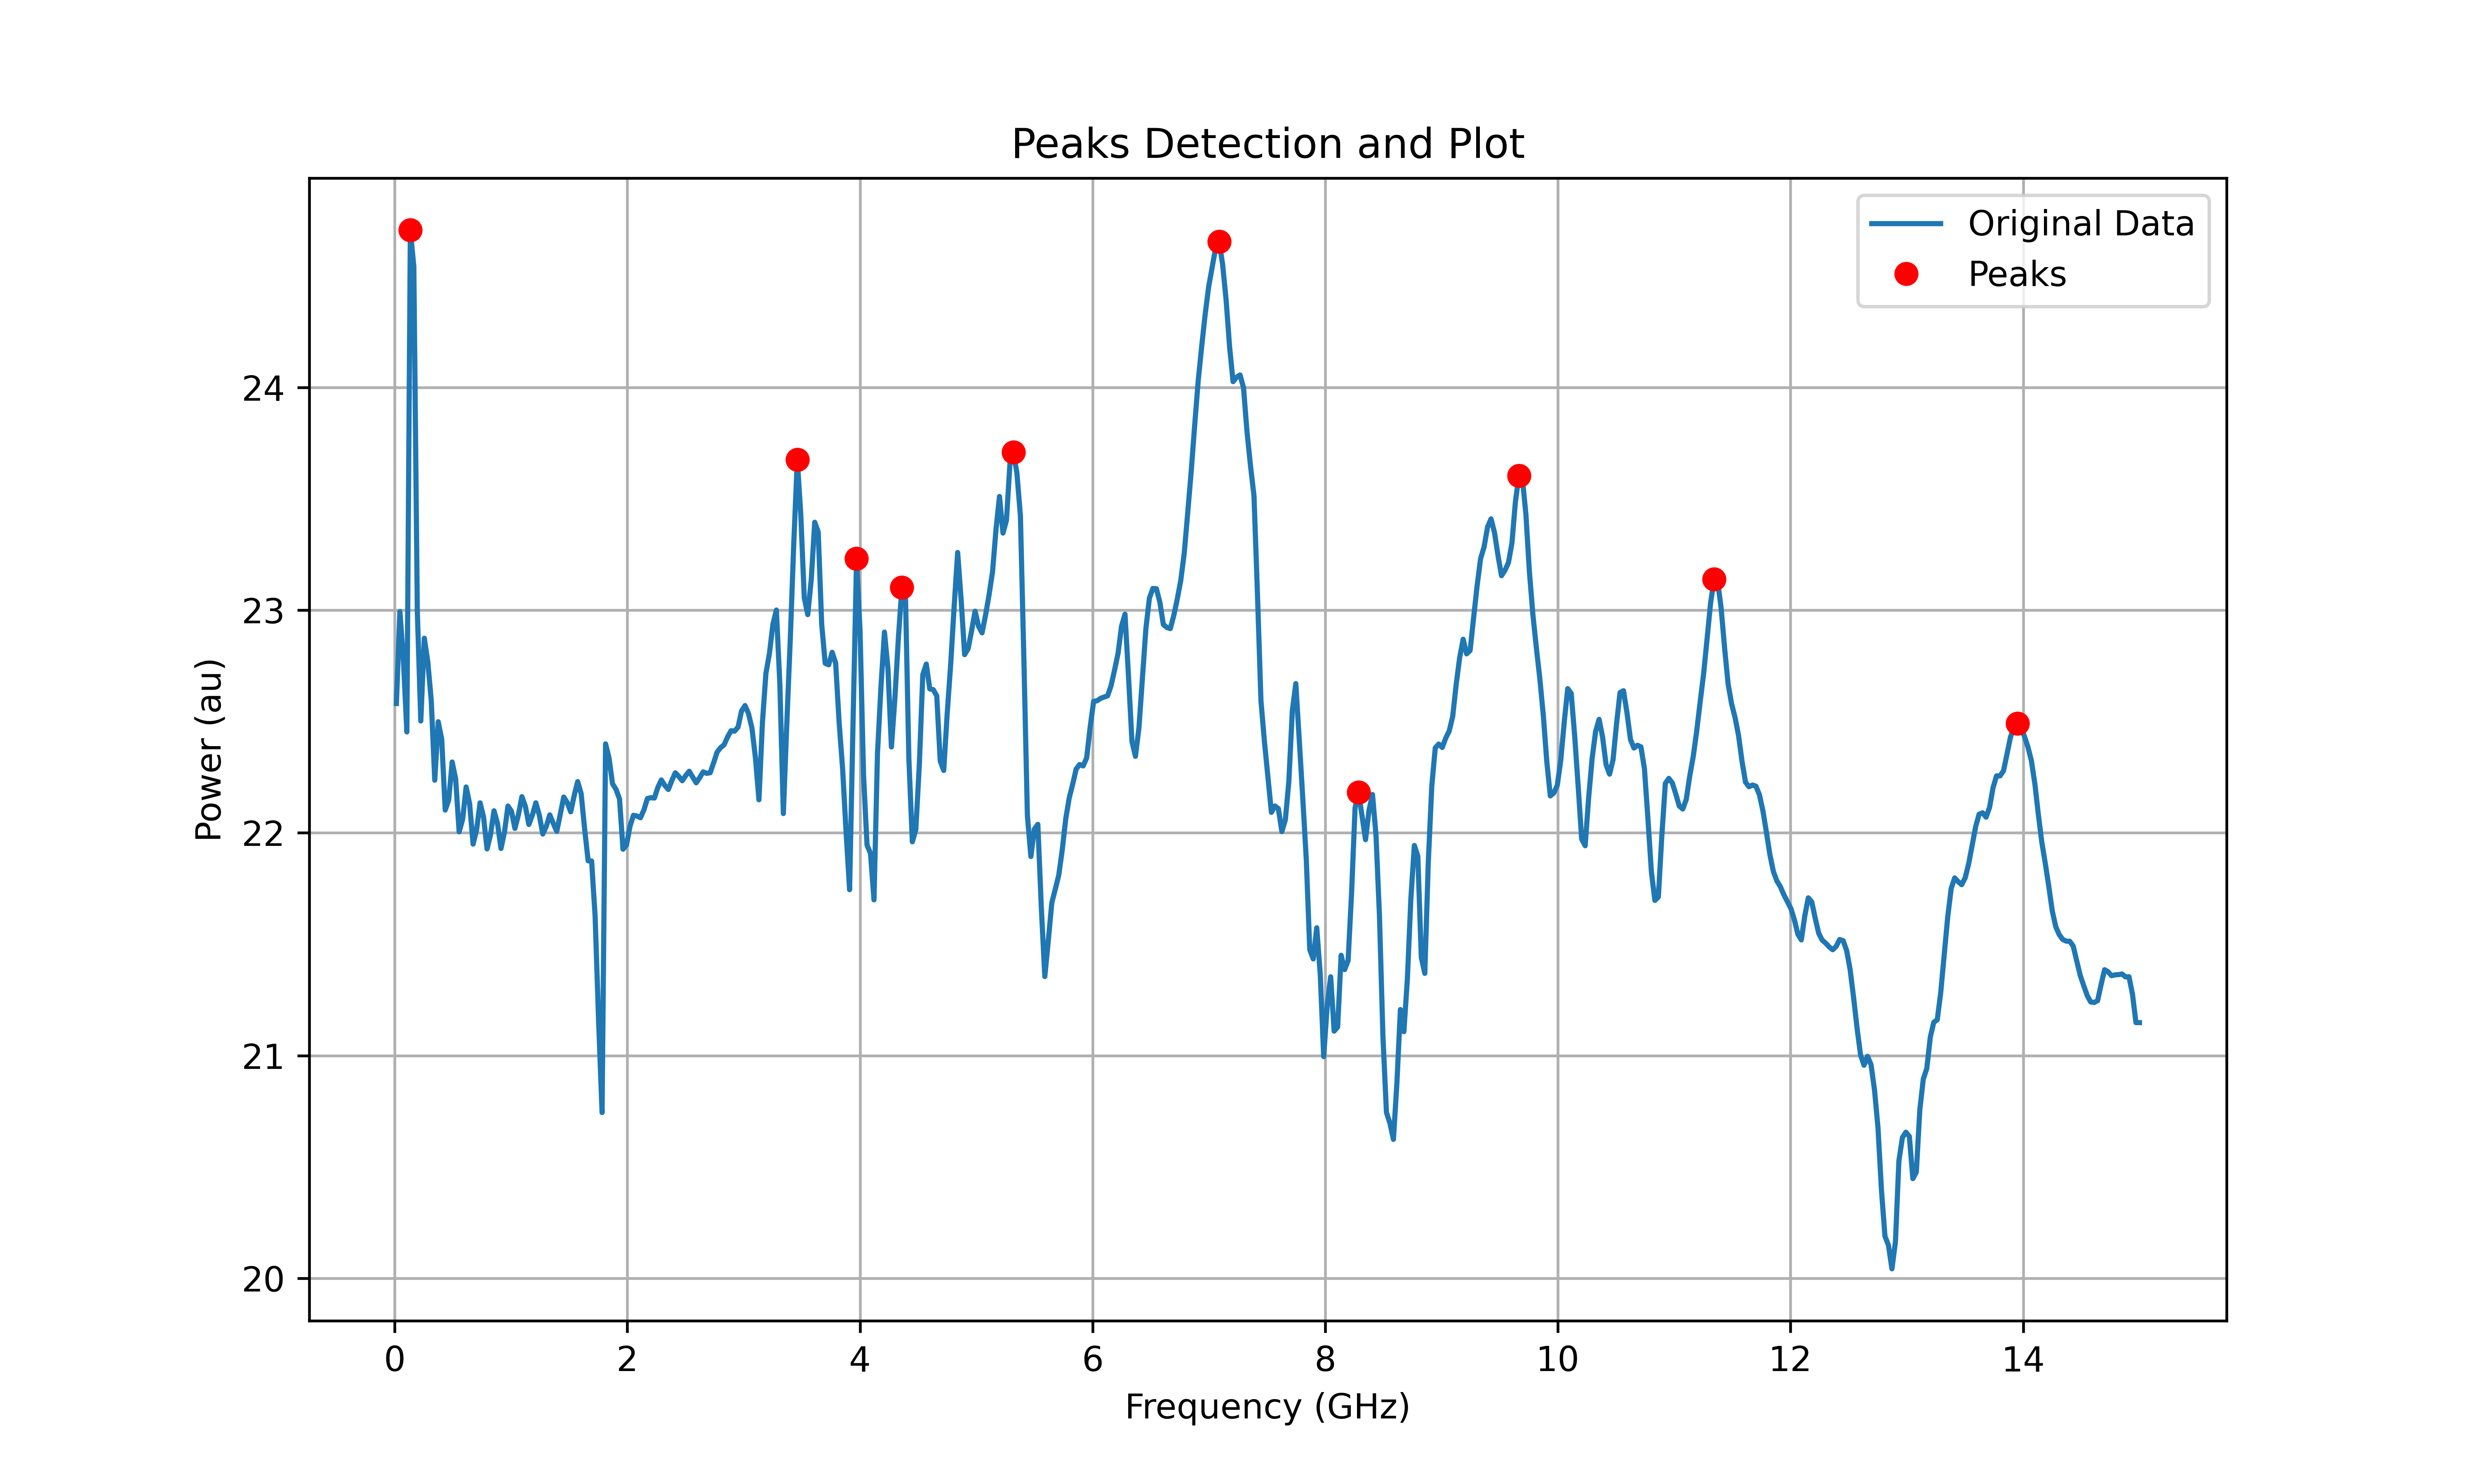 Peaks Detection and Plot
Original Data
Peaks
24
23
22
21
20
Power (au)
0 2 4 6 8 10 12 14
Frequency (GHz)